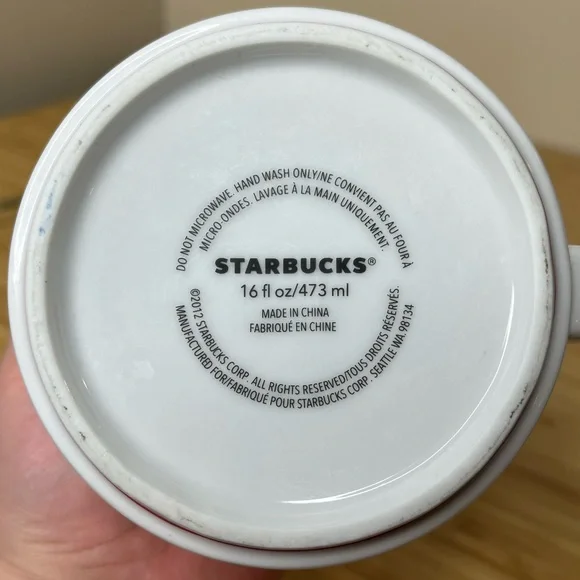 DO NOT MICROWAVE. HAND WASH ONLY/NE CONVIENT PAS AU FOUR À
MICRO-ONDES. LAVAGE À LA MAIN UNIQUEMENT.
STARBUCKS®
16 fl oz/473 ml
MADE IN CHINA
FABRIQUÉ EN CHINE
©2012 STARBUCKS CORP. ALL RIGHTS RESERVED/TOUS DROITS RÉSERVÉS.
MANUFACTURED FOR/FABRIQUÉ POUR STARBUCKS CORP. SEATTLE WA. 98134